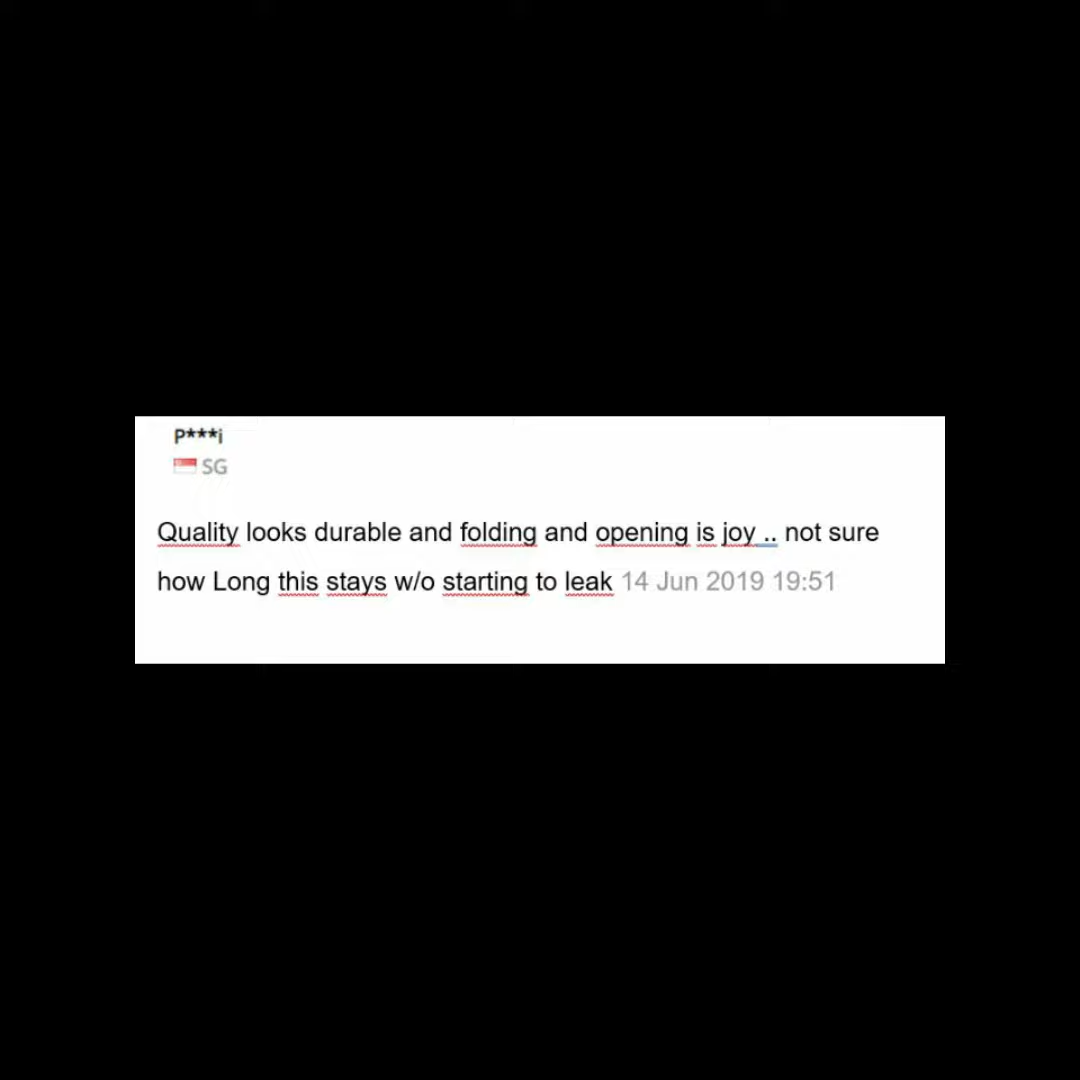 P***i
SG
Quality looks durable and folding and opening is joy .. not sure
how Long this stays w/o starting to leak 14 Jun 2019 19:51